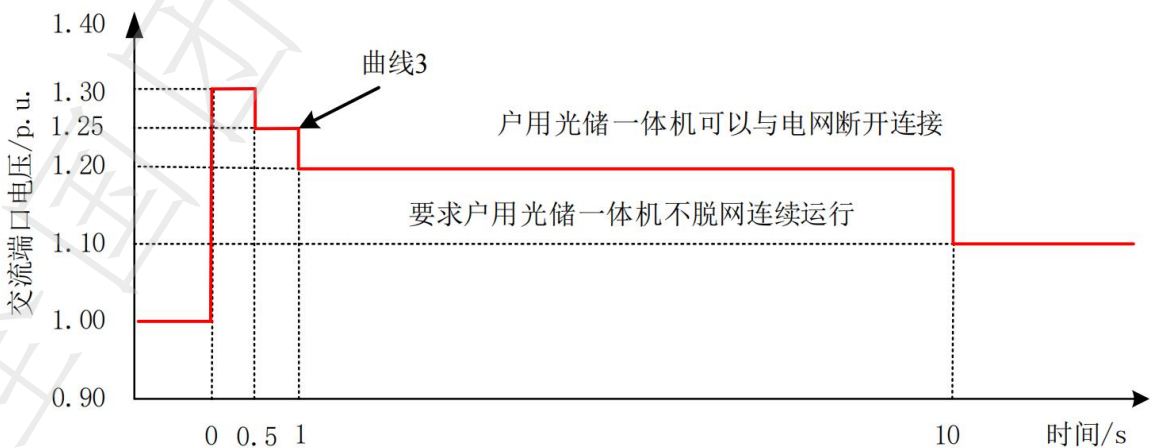 1.40
曲线3
1.30
1.25
户用光储一体机可以与电网断开连接
1.20
要求户用光储一体机不脱网连续运行
1.10
1.00
0.90
交流端口电压/p.u.
0 0.5 1 10 时间/s